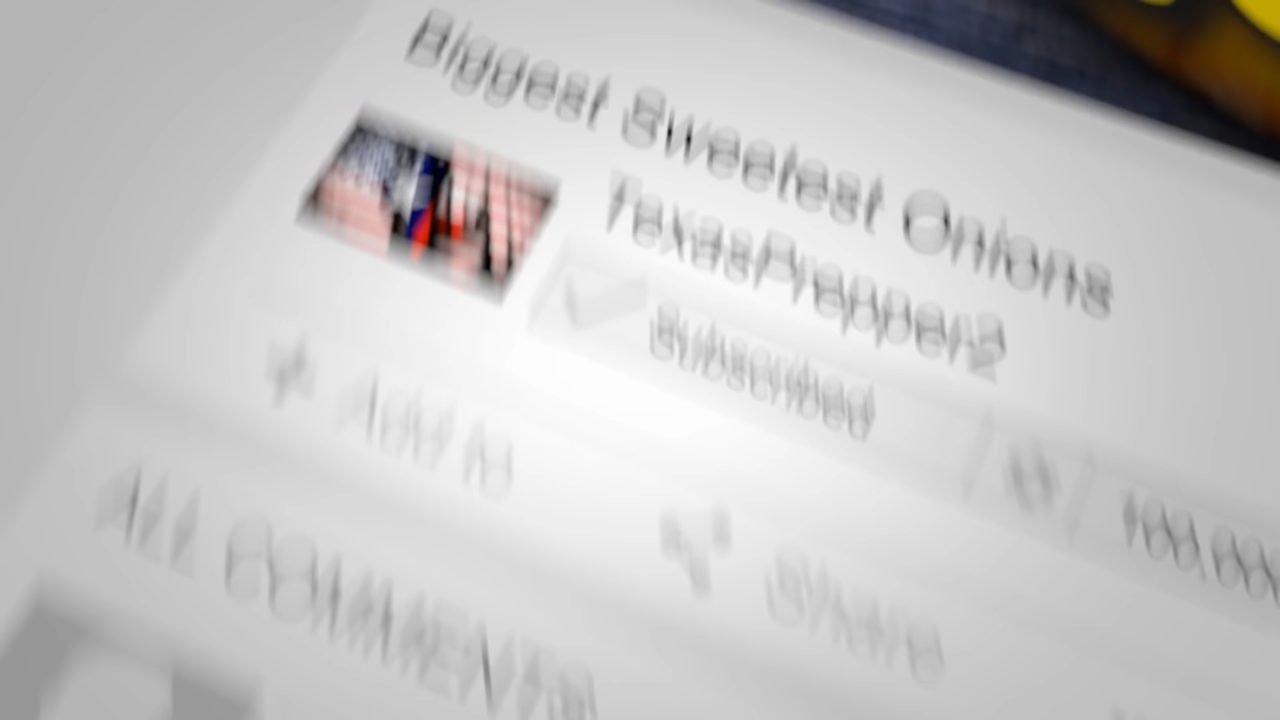 Biggest Sweetest Onions
TexasPrepper2
Subscribed
Add to
Share
ALL COMMENTS